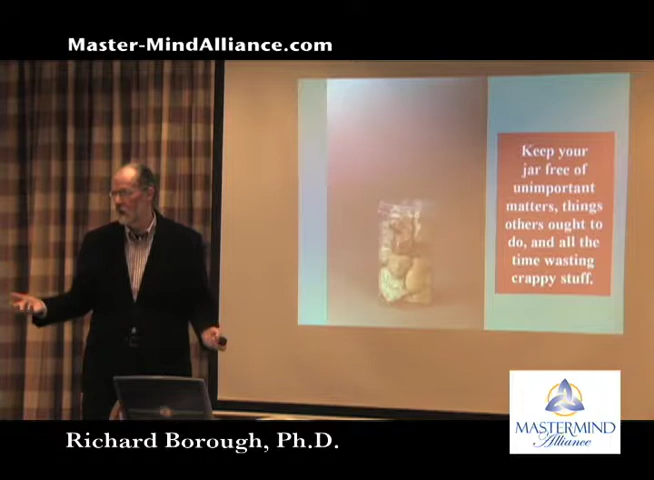 Master-MindAlliance.com
Keep your
jar free of
unimportant
matters, things
others ought to
do, and all the
time wasting
crappy stuff.
MASTERMIND
Alliance
Richard Borough, Ph.D.